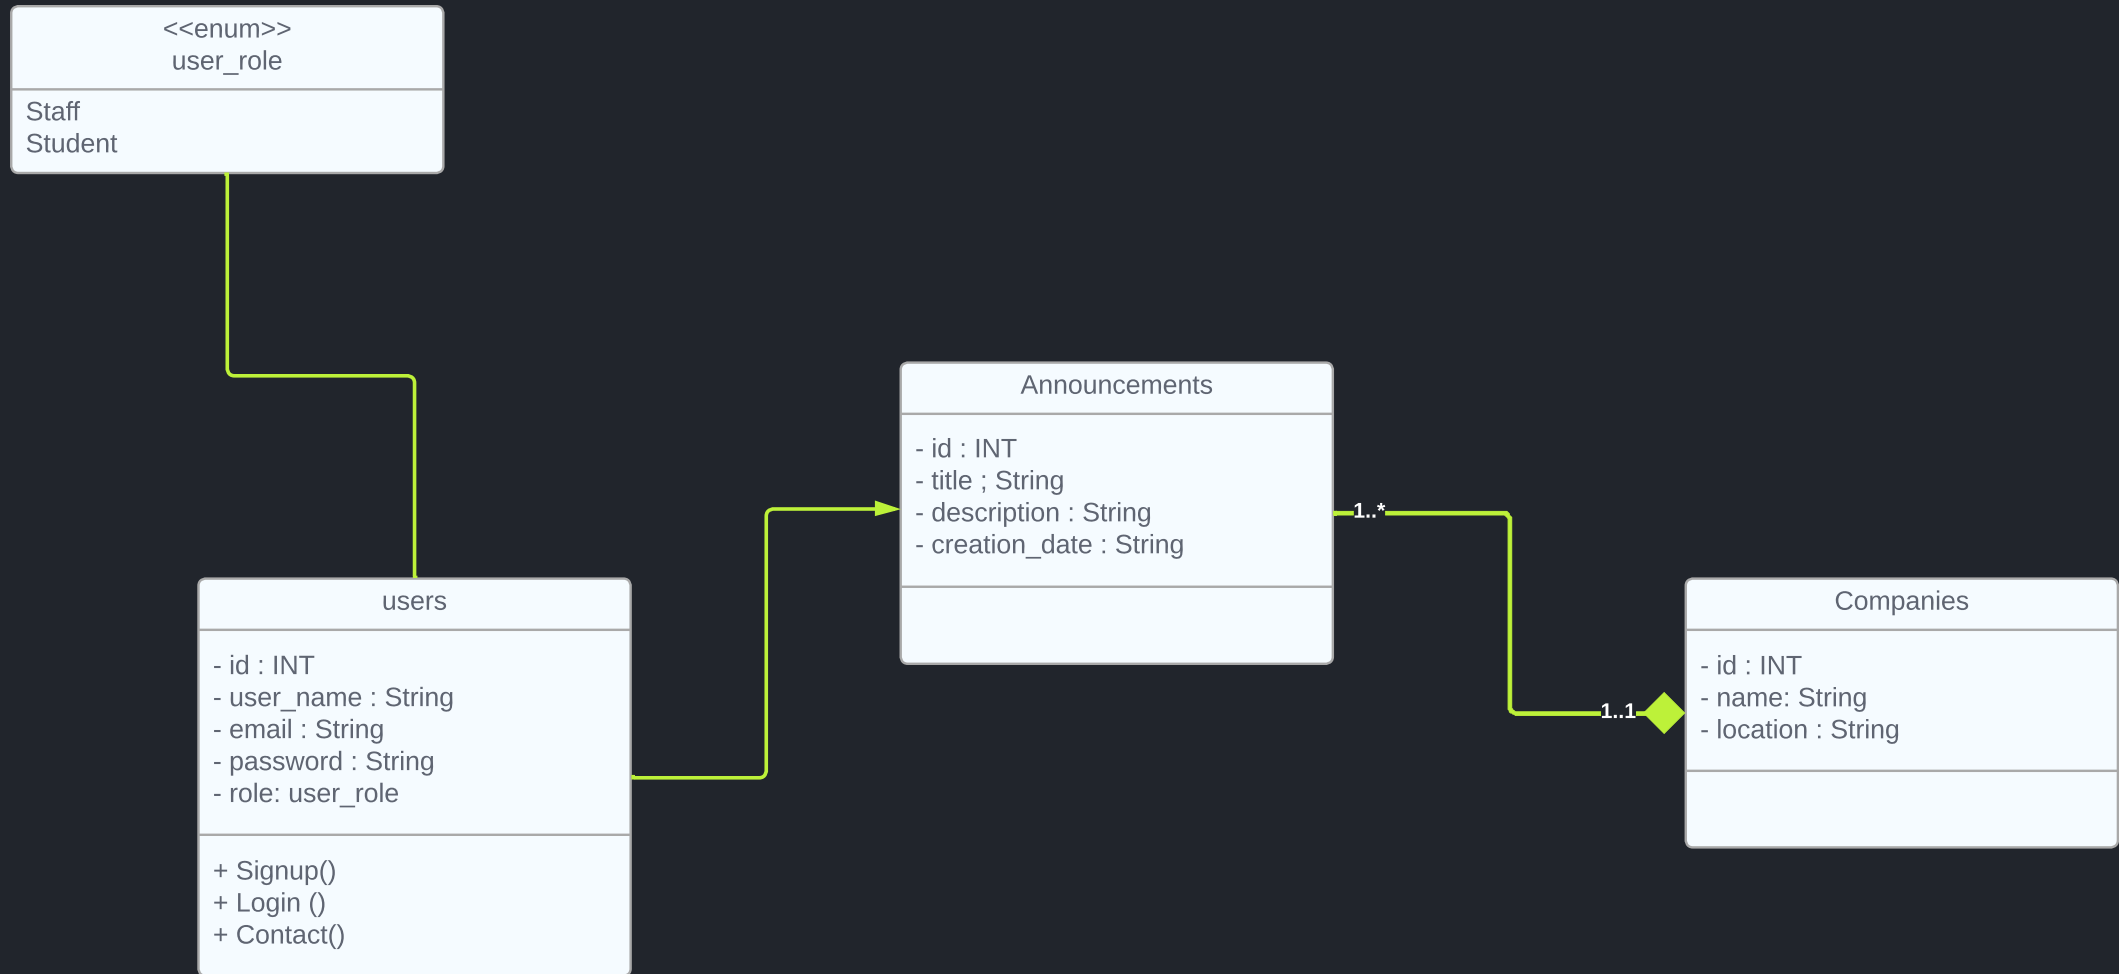 <<enum>>
user_role
Staff
Student
Announcements
- id : INT
- title ; String
- description : String
- creation_date : String
1..*
1..1
users
- id : INT
- user_name : String
- email : String
- password : String
- role: user_role
+ Signup()
+ Login ()
+ Contact()
Companies
- id : INT
- name: String
- location : String